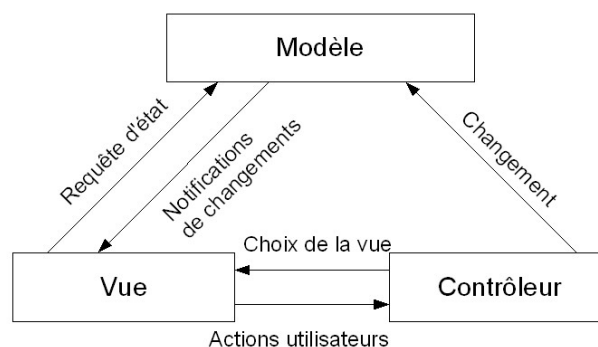 Modèle
Requête d'état
Notifications
de changements
Changement
Choix de la vue
Vue
Contrôleur
Actions utilisateurs